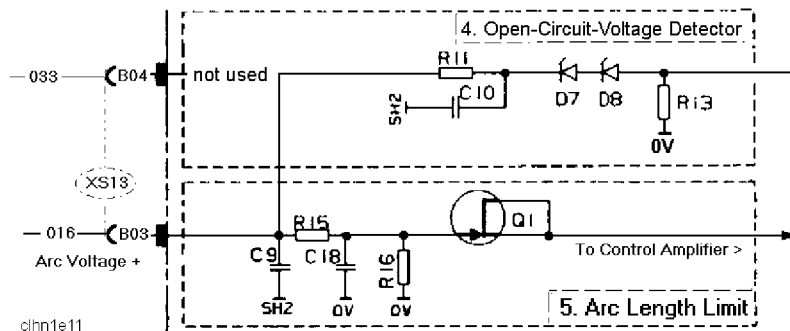 4. Open-Circuit-Voltage Detector
R11
033
B04
not used
C10
SH2
D7
D8
R13
0V
XS13
016
B03
R15
Q1
To Control Amplifier >
Arc Voltage +
C9
C18
R16
SH2
0V
0V
5. Arc Length Limit
clhn1e11